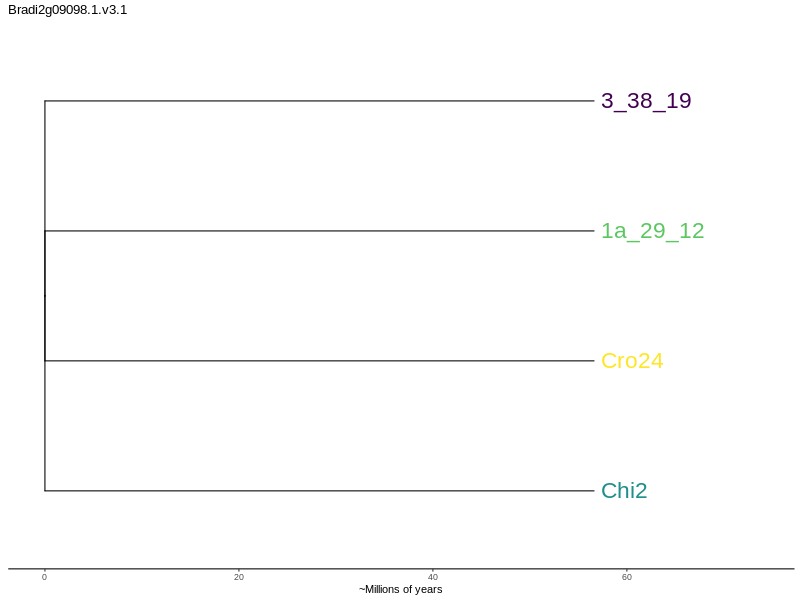 Bradi2g09098.1.v3.1
3_38_19
1a_29_12
Cro24
Chi2
0 20 40 60
~Millions of years